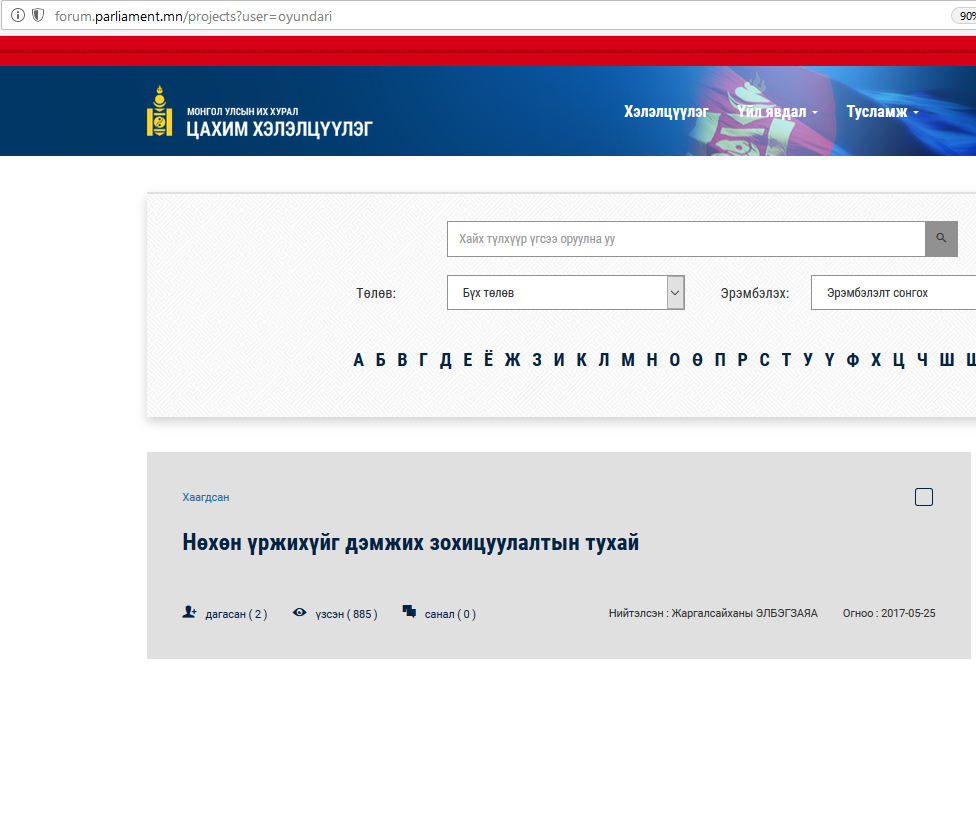 forum.parliament.mn/projects?user=oyundari
90%
МОНГОЛ УЛСЫН ИХ ХУРАЛ
ЦАХИМ ХЭЛЭЛЦҮҮЛЭГ
Хэлэлцүүлэг Үйл явдал Тусламж
Хайх түлхүүр үгсээ оруулна уу
Төлөв: Бүх төлөв Эрэмбэлэх: Эрэмбэлэлт сонгох
А Б В Г Д Е Ё Ж З И К Л М Н О Ө П Р С Т У Ү Ф Х Ц Ч Ш
Хаагдсан
Нөхөн үржихүйг дэмжих зохицуулалтын тухай
дагасан ( 2 ) үзсэн ( 885 ) санал ( 0 ) Нийтэлсэн : Жаргалсайханы ЭЛБЭГЗАЯА Огноо : 2017-05-25